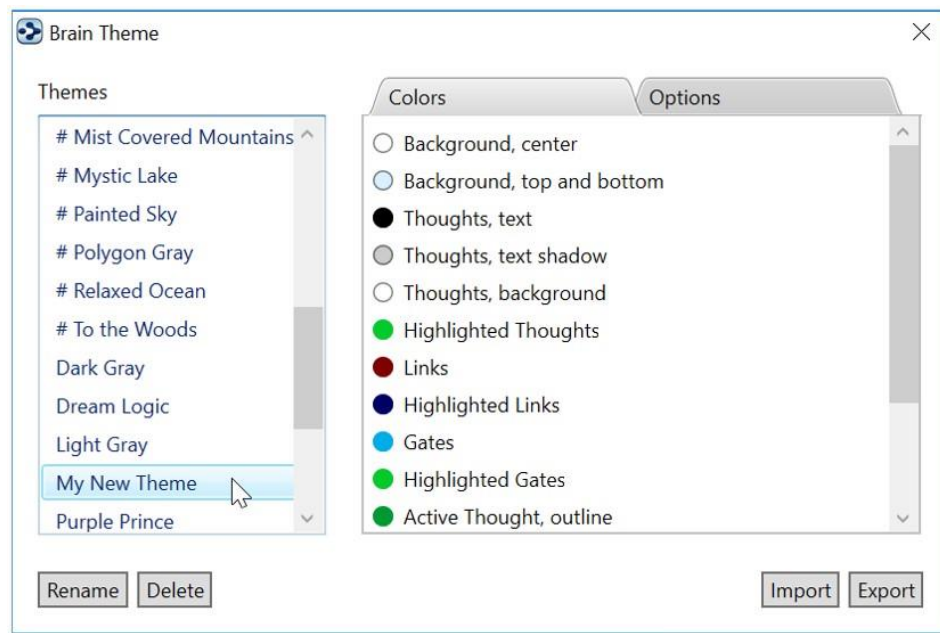 Brain Theme
Themes
# Mist Covered Mountains
# Mystic Lake
# Painted Sky
# Polygon Gray
# Relaxed Ocean
# To the Woods
Dark Gray
Dream Logic
Light Gray
My New Theme
Purple Prince
Rename Delete
Colors Options
Background, center
Background, top and bottom
Thoughts, text
Thoughts, text shadow
Thoughts, background
Highlighted Thoughts
Links
Highlighted Links
Gates
Highlighted Gates
Active Thought, outline
Import Export